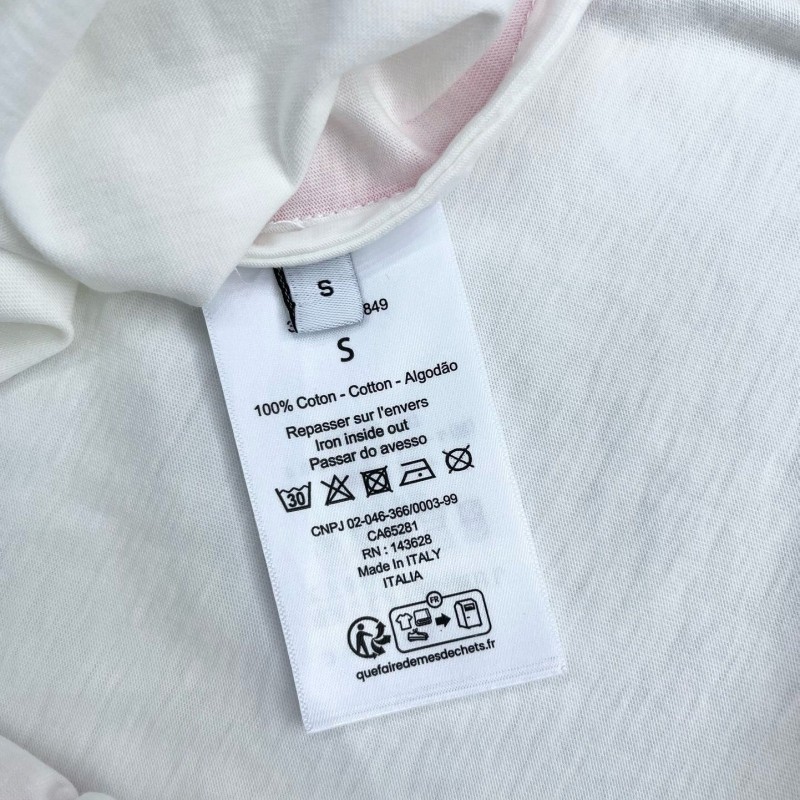 S
849
S
100% Coton - Cotton - Algodão
Repasser sur l'envers
Iron inside out
Passar do avesso
30
CNPJ 02-046-366/0003-99
CA65281
RN : 143628
Made In ITALY
ITALIA
FR
quefairedemesdechets.fr